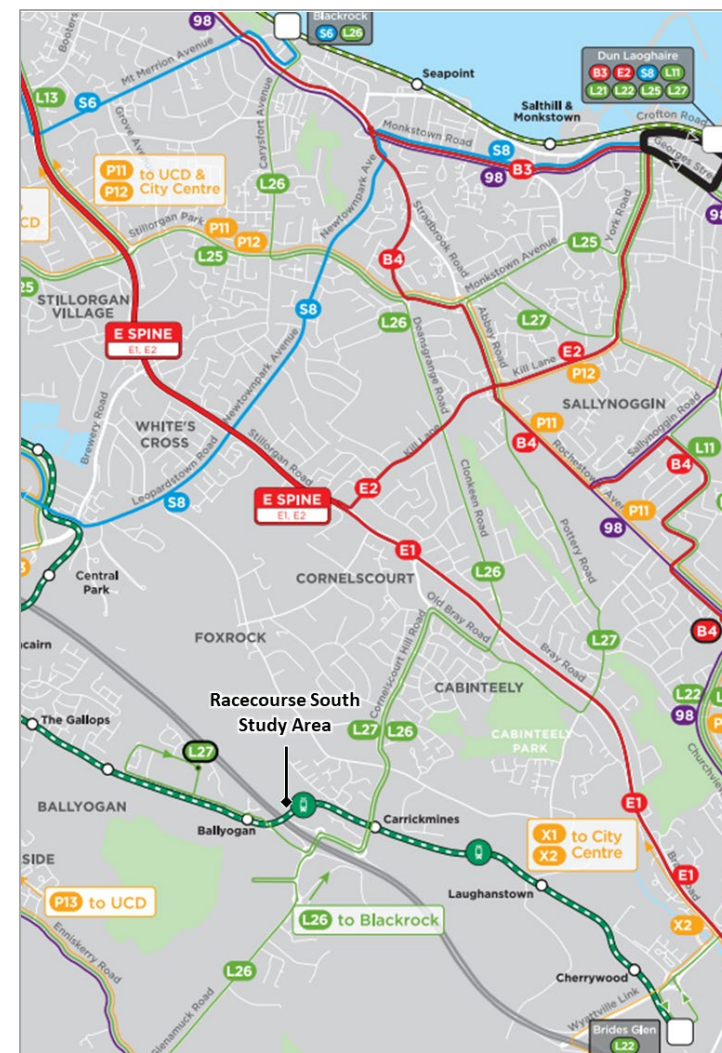 98
Blackrock
S6 L26
Booters
Mt Merrion Avenue
L13
S6
Grove Avenue
Carysfort Avenue
Seapoint
Dun Laoghaire
B3 E2 S8 L11
L21 L22 L25 L27
Salthill &
Monkstown
Crofton Road
Georges Stre
Monkstown Road
S8
B3
98
98
P11 to UCD &
P12 City Centre
CD
L26
Newtownpark Ave
Stradbrook Road
York Road
Stillorgan Park
P11
P12
L25
L25
Monkstown Avenue
B4
25
STILLORGAN
VILLAGE
S8
L26
Deansgrange Road
Abbey Road
L27
E SPINE
E1, E2
Newtownpark Avenue
Kill Lane
E2
P12
SALLYNOGGIN
Brewery Road
WHITE'S
CROSS
Stillorgan Road
Kill Lane
P11
B4
Rochestown Aven
Sallynoggin Road
L11
B4
Leopardstown Road
S8
E SPINE
E1, E2
E2
Clonkeen Road
98
P11
E1
Pottery Road
Central
Park
CORNELSCOURT
L26
Old Bray Road
B4
FOXROCK
cairn
Cornelscourt Hill Road
Bray Road
L27
CABINTEELY
L22
98
Racecourse South
Study Area
The Gallops
L27
L27 L26
CABINTEELY
PARK
Churchview
BALLYOGAN
Ballyogan
Carrickmines
E1
X1 to City
X2 Centre
SIDE
Laughanstown
E1
P13 to UCD
L26 to Blackrock
X2
Enniskerry Road
L26
Glenamuck Road
Cherrywood
Wyattville Link
Brides Glen
L22